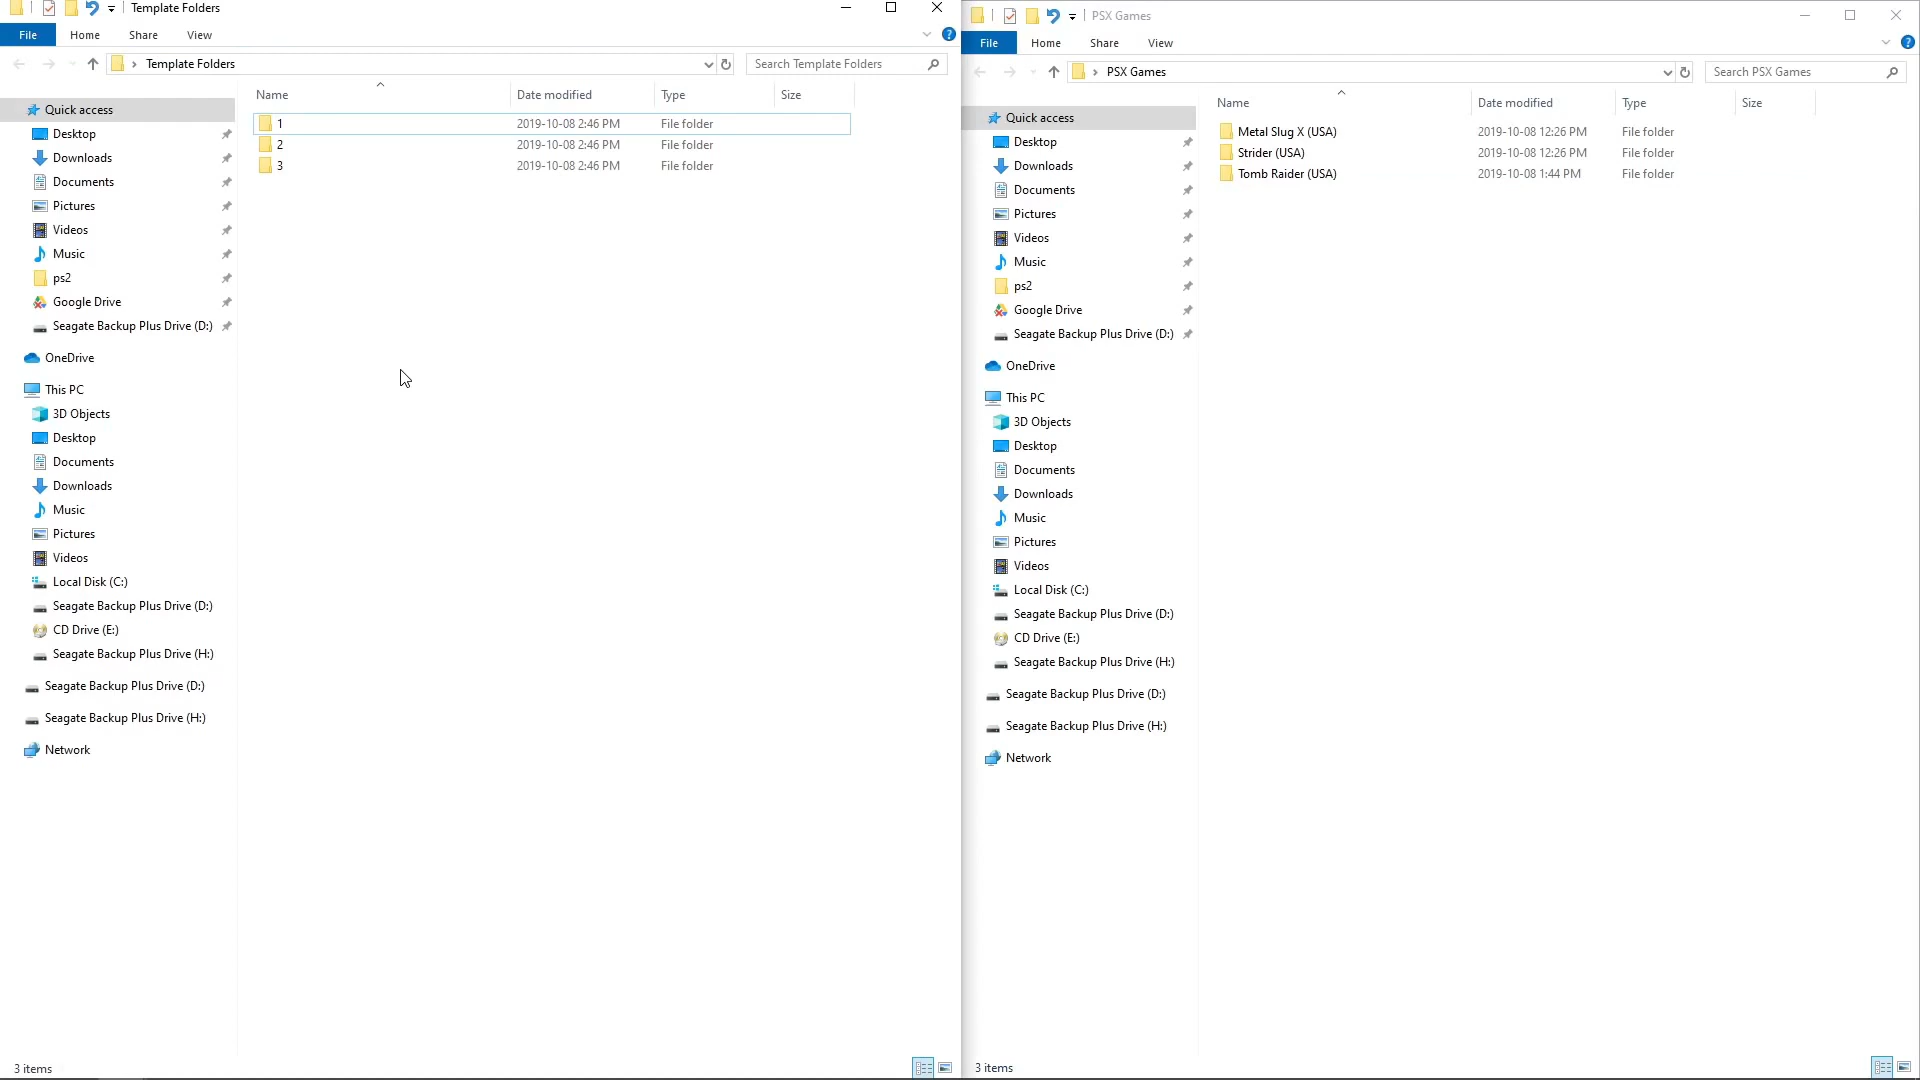 Template Folders
File Home Share View
Template Folders
Search Template Folders
Name Date modified Type Size
1 2019-10-08 2:46 PM File folder
2 2019-10-08 2:46 PM File folder
3 2019-10-08 2:46 PM File folder
Quick access
Desktop
Downloads
Documents
Pictures
Videos
Music
ps2
Google Drive
Seagate Backup Plus Drive (D:)
OneDrive
This PC
3D Objects
Desktop
Documents
Downloads
Music
Pictures
Videos
Local Disk (C:)
Seagate Backup Plus Drive (D:)
CD Drive (E:)
Seagate Backup Plus Drive (H:)
Seagate Backup Plus Drive (D:)
Seagate Backup Plus Drive (H:)
Network
3 items
PSX Games
File Home Share View
PSX Games
Search PSX Games
Name Date modified Type Size
Metal Slug X (USA) 2019-10-08 12:26 PM File folder
Strider (USA) 2019-10-08 12:26 PM File folder
Tomb Raider (USA) 2019-10-08 1:44 PM File folder
Quick access
Desktop
Downloads
Documents
Pictures
Videos
Music
ps2
Google Drive
Seagate Backup Plus Drive (D:)
OneDrive
This PC
3D Objects
Desktop
Documents
Downloads
Music
Pictures
Videos
Local Disk (C:)
Seagate Backup Plus Drive (D:)
CD Drive (E:)
Seagate Backup Plus Drive (H:)
Seagate Backup Plus Drive (D:)
Seagate Backup Plus Drive (H:)
Network
3 items